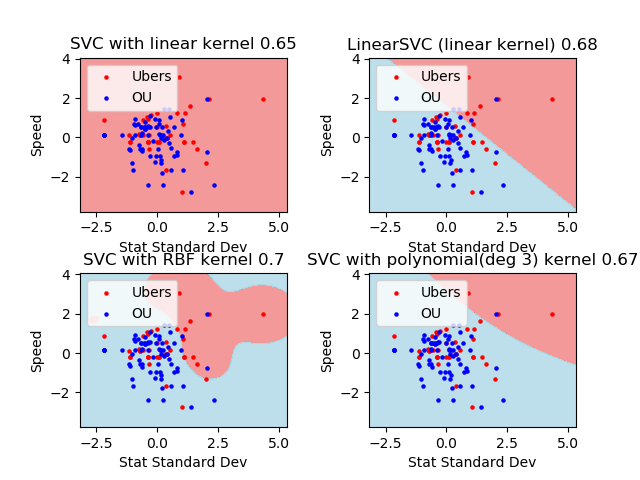 SVC with linear kernel 0.65
Speed
4
2
0
−2
Ubers
OU
−2.5 0.0 2.5 5.0
Stat Standard Dev
LinearSVC (linear kernel) 0.68
Speed
4
2
0
−2
Ubers
OU
−2.5 0.0 2.5 5.0
Stat Standard Dev
SVC with RBF kernel 0.7
Speed
4
2
0
−2
Ubers
OU
−2.5 0.0 2.5 5.0
Stat Standard Dev
SVC with polynomial(deg 3) kernel 0.67
Speed
4
2
0
−2
Ubers
OU
−2.5 0.0 2.5 5.0
Stat Standard Dev